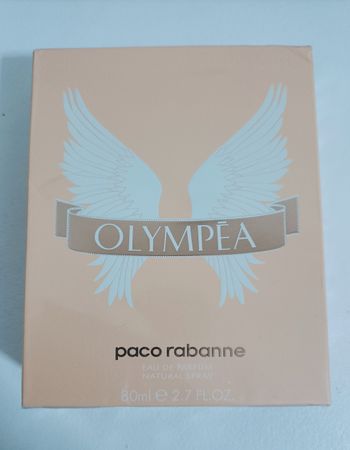 OLYMPĒA
paco rabanne
EAU DE PARFUM
NATURAL SPRAY
80ml e 2.7 FL.OZ.